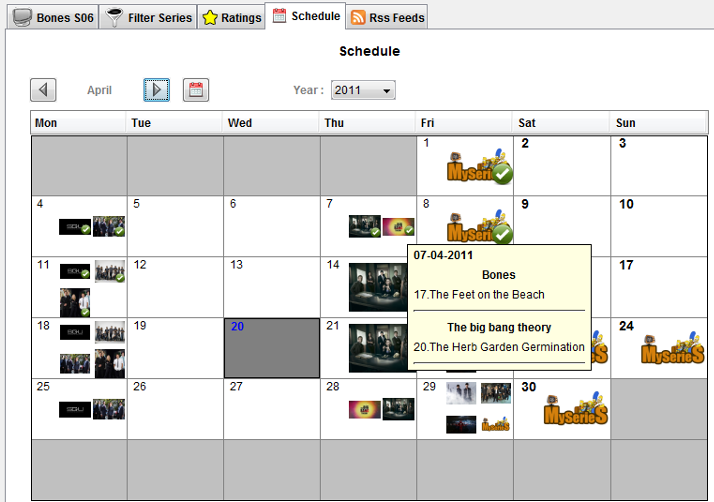 Bones S06 Filter Series Ratings Schedule Rss Feeds
Schedule
April Year : 2011
Mon Tue Wed Thu Fri Sat Sun
1 2 3
MySerieS
4 5 6 7 8 9 10
SGU
MySerieS
07-04-2011
Bones
17.The Feet on the Beach
The big bang theory
20.The Herb Garden Germination
11 12 13 14 17
18 19 20 21 24
SGU
MySerieS
25 26 27 28 29 30
SGU
MySerieS